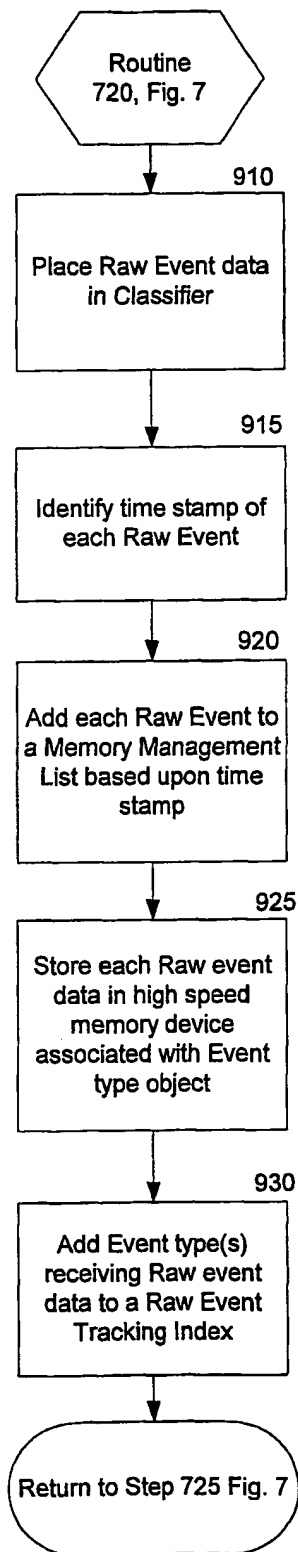 Routine
720, Fig. 7
910
Place Raw Event data
in Classifier
915
Identify time stamp of
each Raw Event
920
Add each Raw Event to
a Memory Management
List based upon time
stamp
925
Store each Raw event
data in high speed
memory device
associated with Event
type object
930
Add Event type(s)
receiving Raw event
data to a Raw Event
Tracking Index
Return to Step 725 Fig. 7